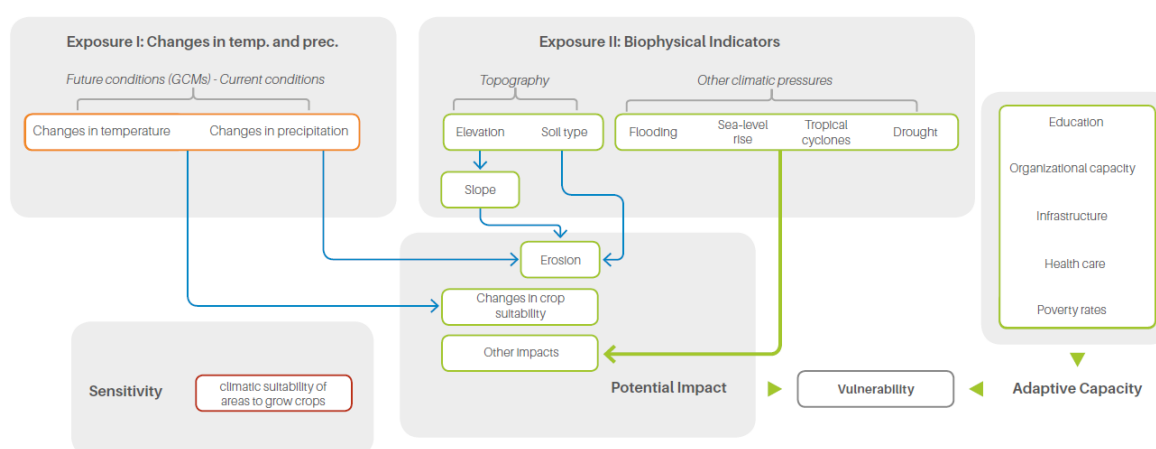 Exposure I: Changes in temp. and prec.
Future conditions (GCMs) - Current conditions
Changes in temperature
Changes in precipitation
Exposure II: Biophysical Indicators
Topography
Other climatic pressures
Elevation
Soil type
Flooding
Sea-level
rise
Tropical
cyclones
Drought
Slope
Erosion
Changes in crop
suitability
Other impacts
Potential Impact
Sensitivity
climatic suitability of
areas to grow crops
Vulnerability
Education
Organizational capacity
Infrastructure
Health care
Poverty rates
Adaptive Capacity